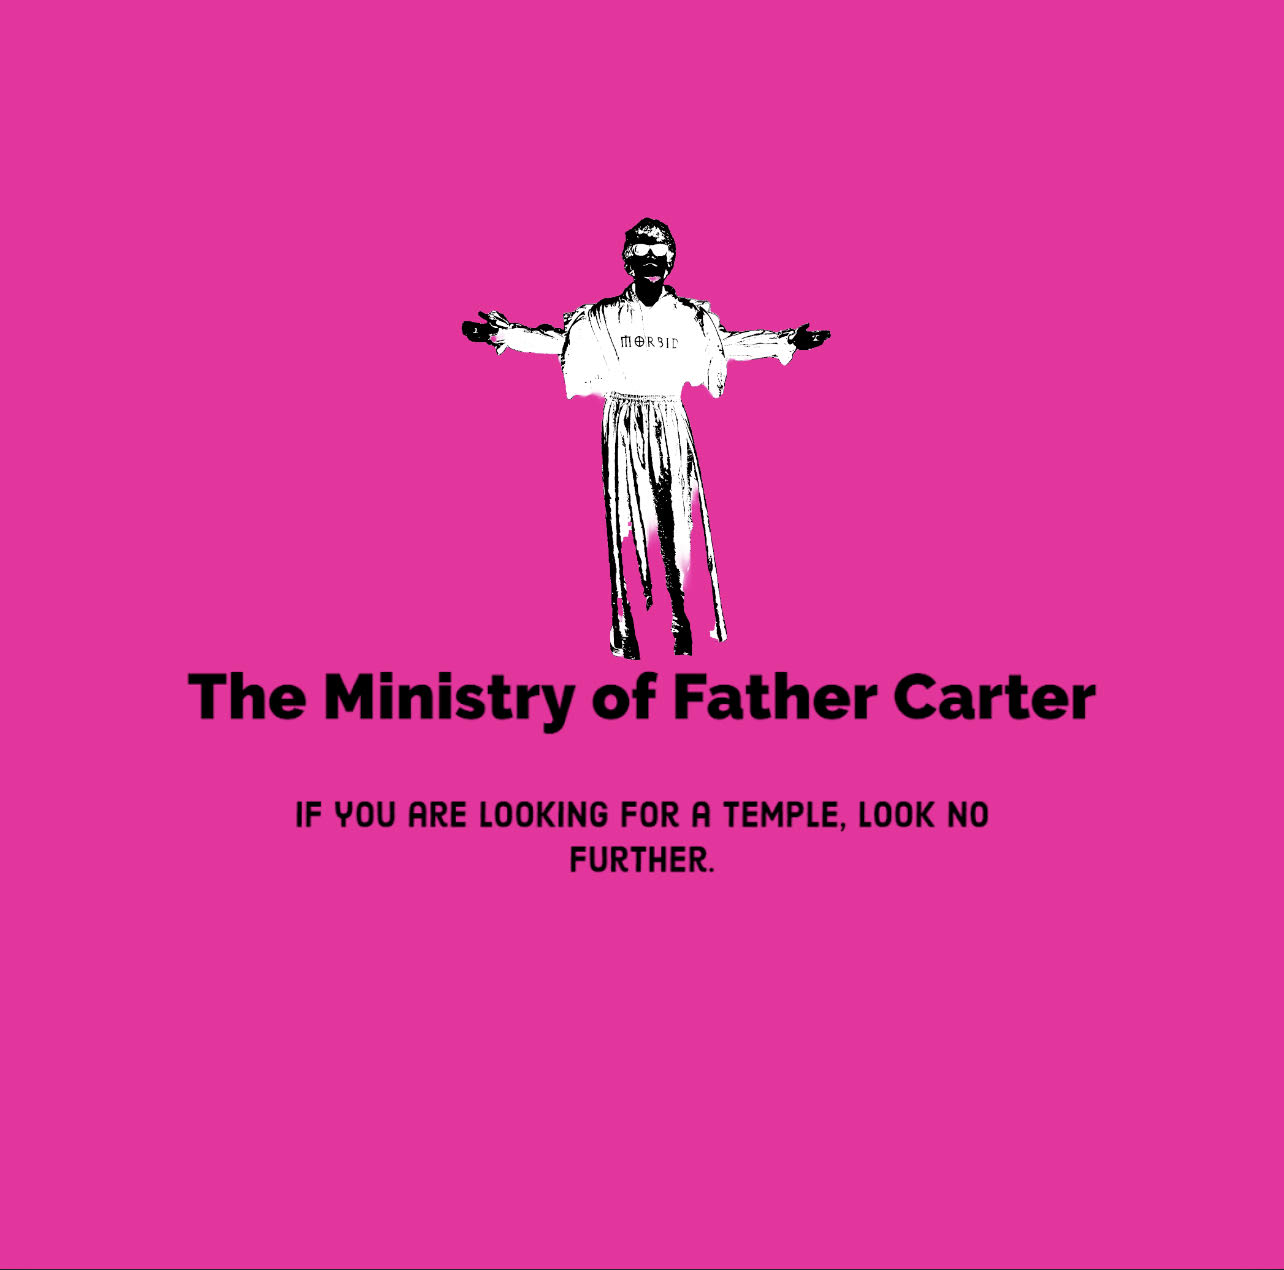 MORBID
The Ministry of Father Carter
IF YOU ARE LOOKING FOR A TEMPLE, LOOK NO
FURTHER.